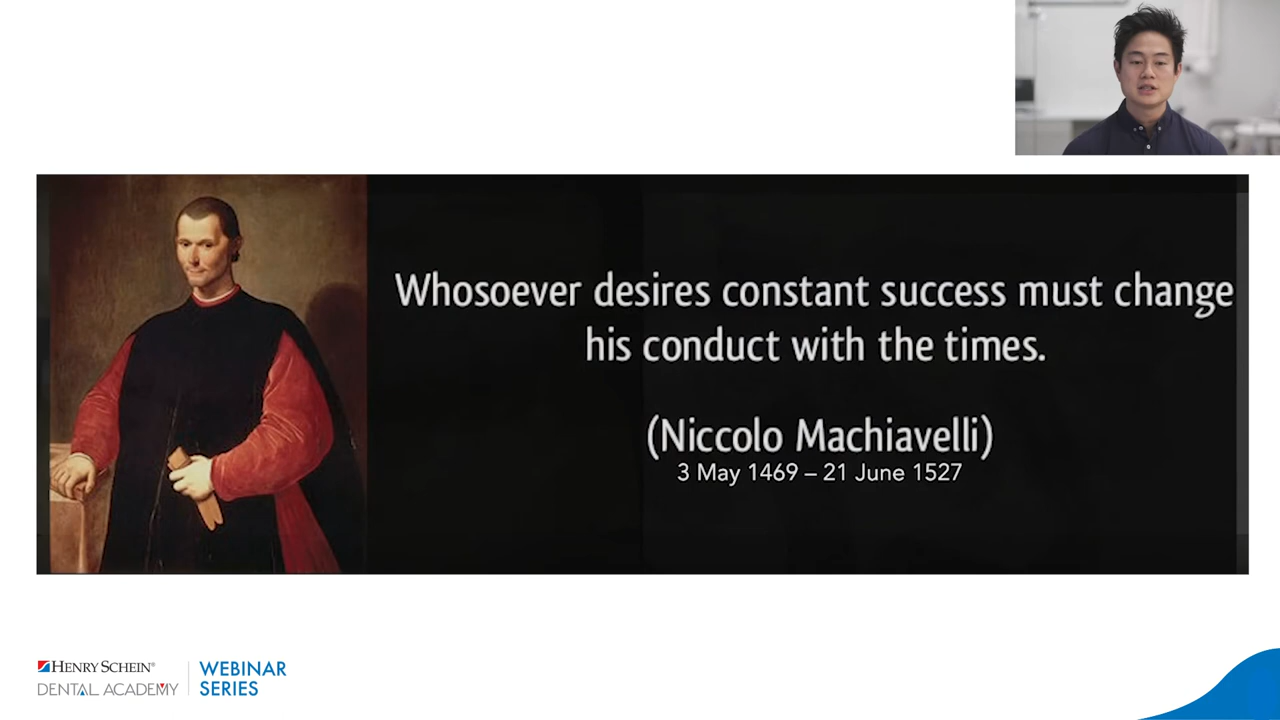 Whosoever desires constant success must change
his conduct with the times.
(Niccolo Machiavelli)
3 May 1469 – 21 June 1527
HENRY SCHEIN®
DENTAL ACADEMY
WEBINAR
SERIES